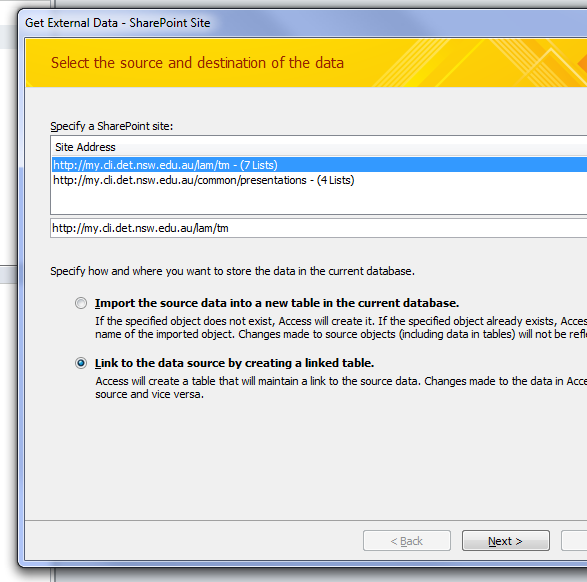 Get External Data - SharePoint Site
Select the source and destination of the data
Specify a SharePoint site:
Site Address
http://my.cli.det.nsw.edu.au/lam/tm - (7 Lists)
http://my.cli.det.nsw.edu.au/common/presentations - (4 Lists)
http://my.cli.det.nsw.edu.au/lam/tm
Specify how and where you want to store the data in the current database.
Import the source data into a new table in the current database.
If the specified object does not exist, Access will create it. If the specified object already exists, Acces
name of the imported object. Changes made to source objects (including data in tables) will not be refle
Link to the data source by creating a linked table.
Access will create a table that will maintain a link to the source data. Changes made to the data in Acce
source and vice versa.
< Back
Next >